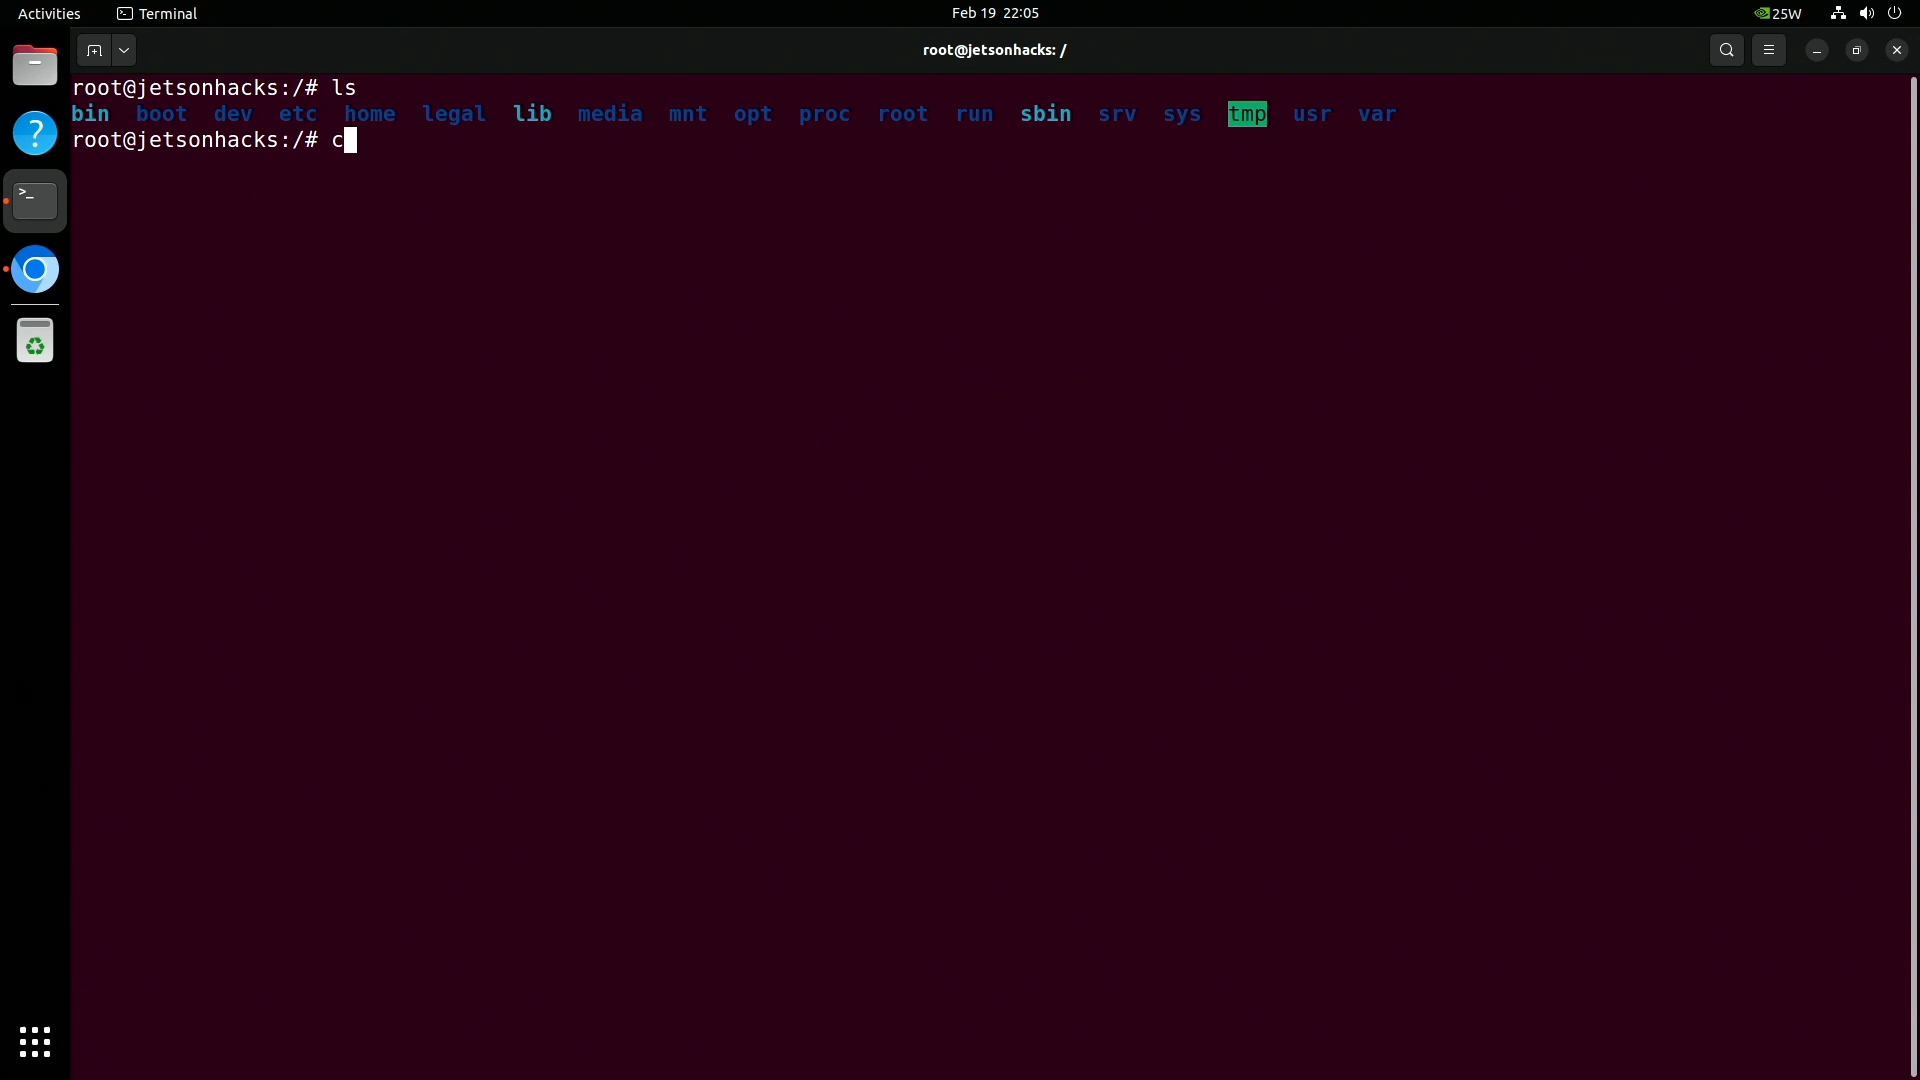 Activities Terminal Feb 19 22:05 25W
root@jetsonhacks: /
root@jetsonhacks:/# ls
bin boot dev etc home legal lib media mnt opt proc root run sbin srv sys tmp usr var
root@jetsonhacks:/# c